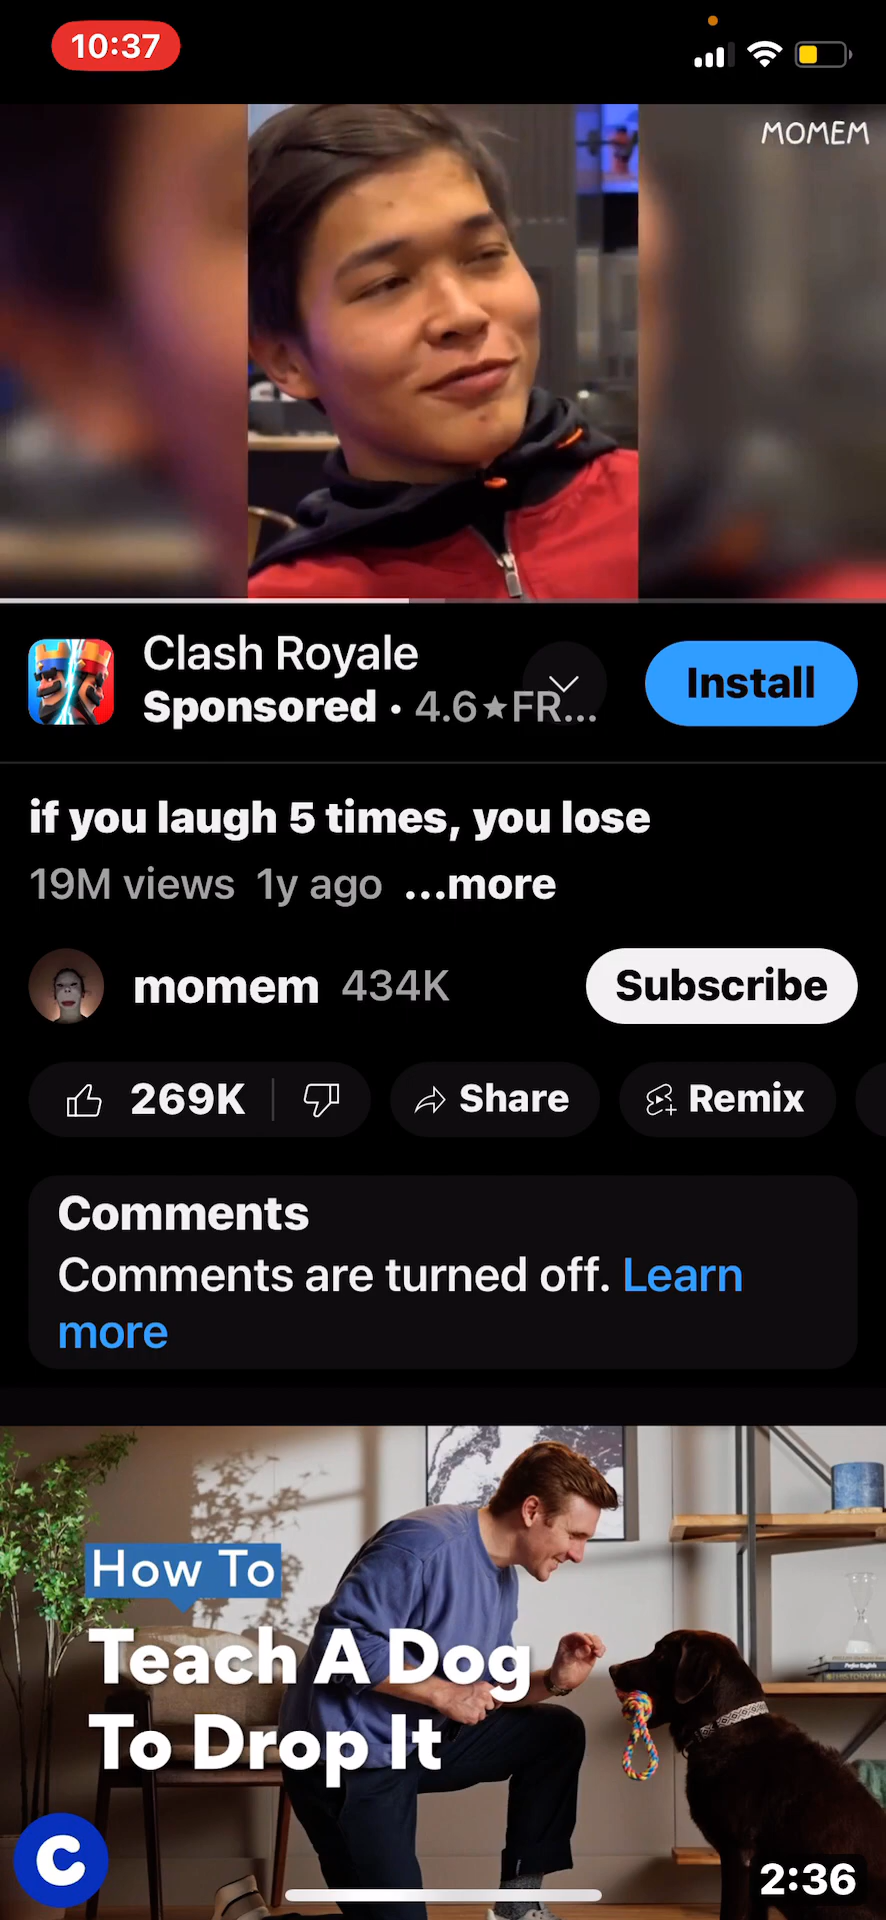 10:37
MOMEM
Clash Royale
Sponsored • 4.6★FR...
Install
if you laugh 5 times, you lose
19M views 1y ago ...more
momem 434K
Subscribe
269K
Share
Remix
Comments
Comments are turned off. Learn
more
How To
Teach A Dog
To Drop It
C
2:36